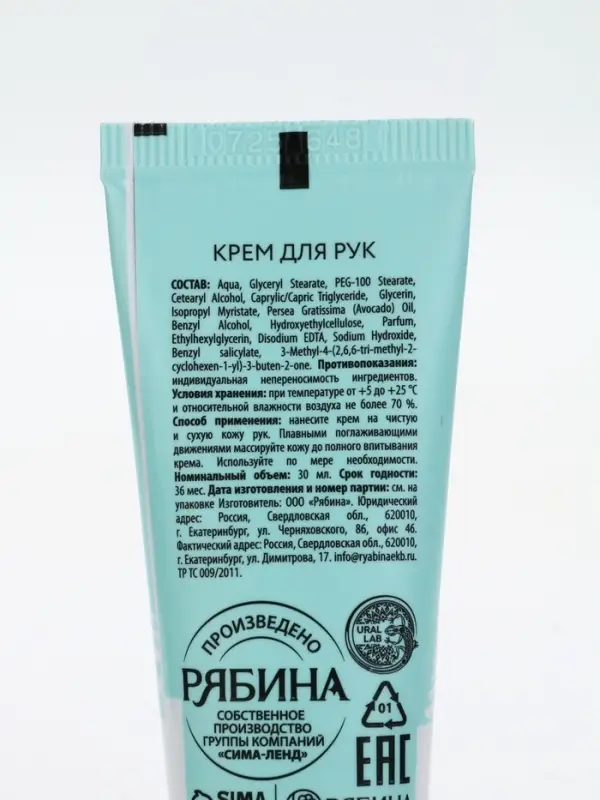 КРЕМ ДЛЯ РУК
СОСТАВ: Aqua, Glyceryl Stearate, PEG-100 Stearate,
Cetearyl Alcohol, Caprylic/Capric Triglyceride, Glycerin,
Isopropyl Myristate, Persea Gratissima (Avocado) Oil,
Benzyl Alcohol, Hydroxyethylcellulose, Parfum,
Ethylhexylglycerin, Disodium EDTA, Sodium Hydroxide,
Benzyl salicylate, 3-Methyl-4-(2,6,6-tri-methyl-2-
cyclohexen-1-yl)-3-buten-2-one. Противопоказания:
индивидуальная непереносимость ингредиентов.
Условия хранения: при температуре от +5 до +25 °C
и относительной влажности воздуха не более 70 %.
Способ применения: нанесите крем на чистую
и сухую кожу рук. Плавными поглаживающими
движениями массируйте кожу до полного впитывания
крема. Используйте по мере необходимости.
Номинальный объем: 30 мл. Срок годности:
36 мес. Дата изготовления и номер партии: см. на
упаковке Изготовитель: ООО «Рябина». Юридический
адрес: Россия, Свердловская обл., 620010,
г. Екатеринбург, ул. Черняховского, 86, офис 46.
Фактический адрес: Россия, Свердловская обл., 620010,
г. Екатеринбург, ул. Димитрова, 17. info@ryabinaekb.ru.
ТР ТС 009/2011.
ПРОИЗВЕДЕНО
РЯБИНА
СОБСТВЕННОЕ
ПРОИЗВОДСТВО
ГРУППЫ КОМПАНИЙ
«СИМА-ЛЕНД»
URAL
LAB
01
EAC
SIMA
РЯБИНА